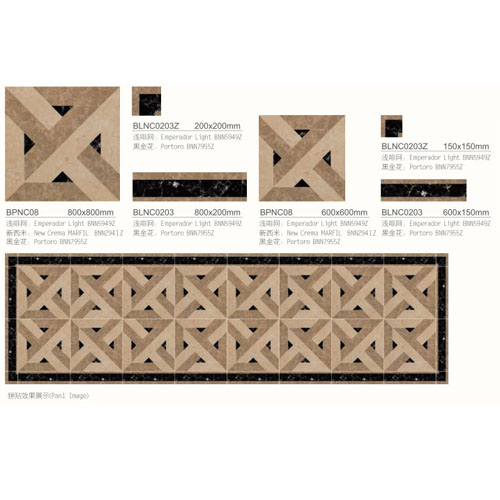 BLNC0203Z 200x200mm
浅啡网: Emperador Light BNN5949Z
黑金花: Portoro BNN7955Z
BLNC0203Z 150x150mm
浅啡网: Emperador Light BNN5949Z
黑金花: Portoro BNN7955Z
BPNC08 800x800mm
浅啡网: Emperador Light BNN5949Z
新西米: New Crema MARFIL BNN2941Z
黑金花: Portoro BNN7955Z
BLNC0203 800x200mm
浅啡网: Emperador Light BNN5949Z
黑金花: Portoro BNN7955Z
BPNC08 600x600mm
浅啡网: Emperador Light BNN5949Z
新西米: New Crema MARFIL BNN2941Z
黑金花: Portoro BNN7955Z
BLNC0203 600x150mm
浅啡网: Emperador Light BNN5949Z
黑金花: Portoro BNN7955Z
拼贴效果展示(Panl Image)